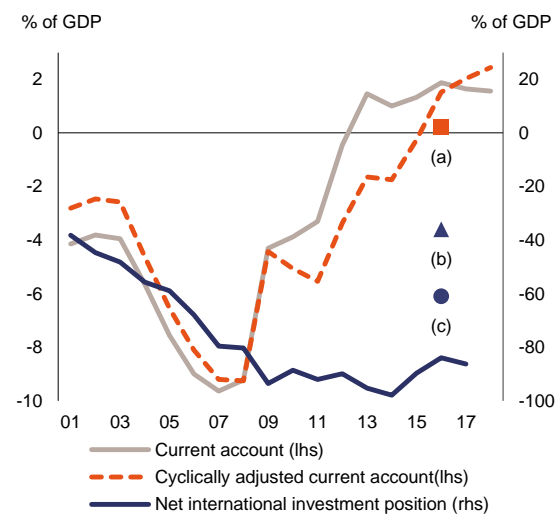 % of GDP % of GDP
2 20
0 0
(a)
-2 -20
-4 -40
(b)
-6 -60
(c)
-8 -80
-10 -100
01 03 05 07 09 11 13 15 17
Current account (lhs)
Cyclically adjusted current account(lhs)
Net international investment position (rhs)